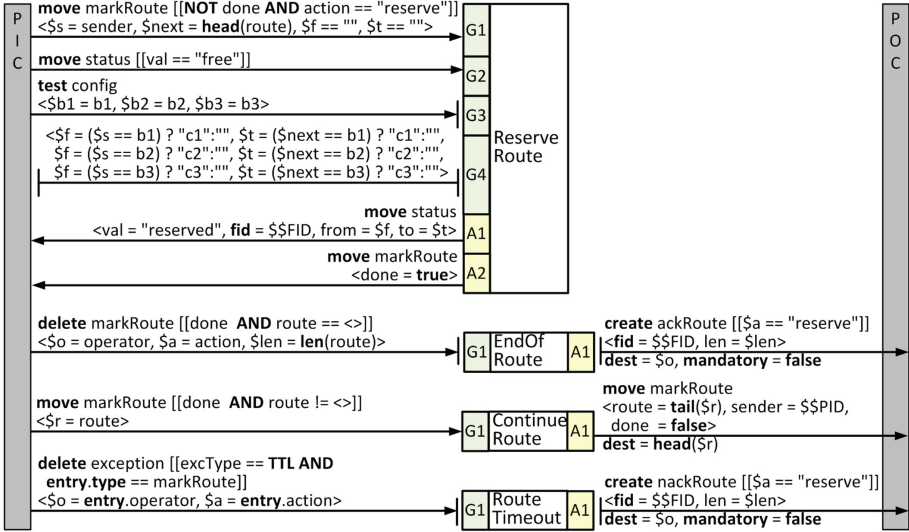 P
I
C
P
O
C
move markRoute [[NOT done AND action == "reserve"]]
<$s = sender, $next = head(route), $f == "", $t == "">
G1
move status [[val == "free"]]
G2
test config
<$b1 = b1, $b2 = b2, $b3 = b3>
G3
<$f = ($s == b1) ? "c1":"", $t = ($next == b1) ? "c1":"",
$f = ($s == b2) ? "c2":"", $t = ($next == b2) ? "c2":"",
$f = ($s == b3) ? "c3":"", $t = ($next == b3) ? "c3":"">
G4
Reserve
Route
move status
<val = "reserved", fid = $$FID, from = $f, to = $t>
A1
move markRoute
<done = true>
A2
delete markRoute [[done AND route == <>]]
<$o = operator, $a = action, $len = len(route)>
G1
EndOf
Route
A1
create ackRoute [[$a == "reserve"]]
<fid = $$FID, len = $len>
dest = $o, mandatory = false
move markRoute [[done AND route != <>]]
<$r = route>
G1
Continue
Route
A1
move markRoute
<route = tail($r), sender = $$PID,
done = false>
dest = head($r)
delete exception [[excType == TTL AND
entry.type == markRoute]]
<$o = entry.operator, $a = entry.action>
G1
Route
Timeout
A1
create nackRoute [[$a == "reserve"]]
<fid = $$FID, len = $len>
dest = $o, mandatory = false